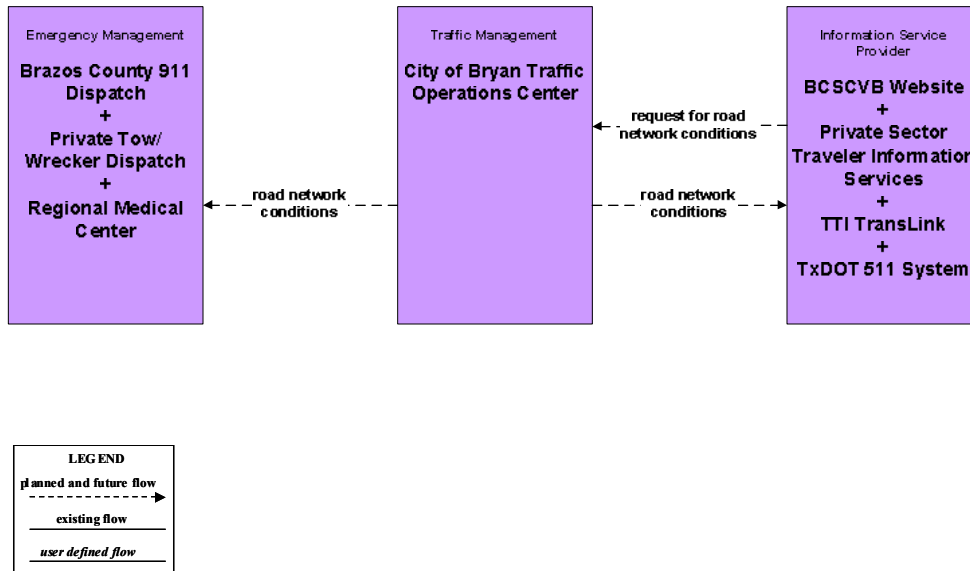 Emergency Management
Brazos County 911
Dispatch
+
Private Tow/
Wrecker Dispatch
+
Regional Medical
Center
road network
conditions
Traffic Management
City of Bryan Traffic
Operations Center
request for road
network conditions
road network
conditions
Information Service
Provider
BCSCVB Website
+
Private Sector
Traveler Information
Services
+
TTI TransLink
+
TxDOT 511 System
LEGEND
planned and future flow
existing flow
user defined flow